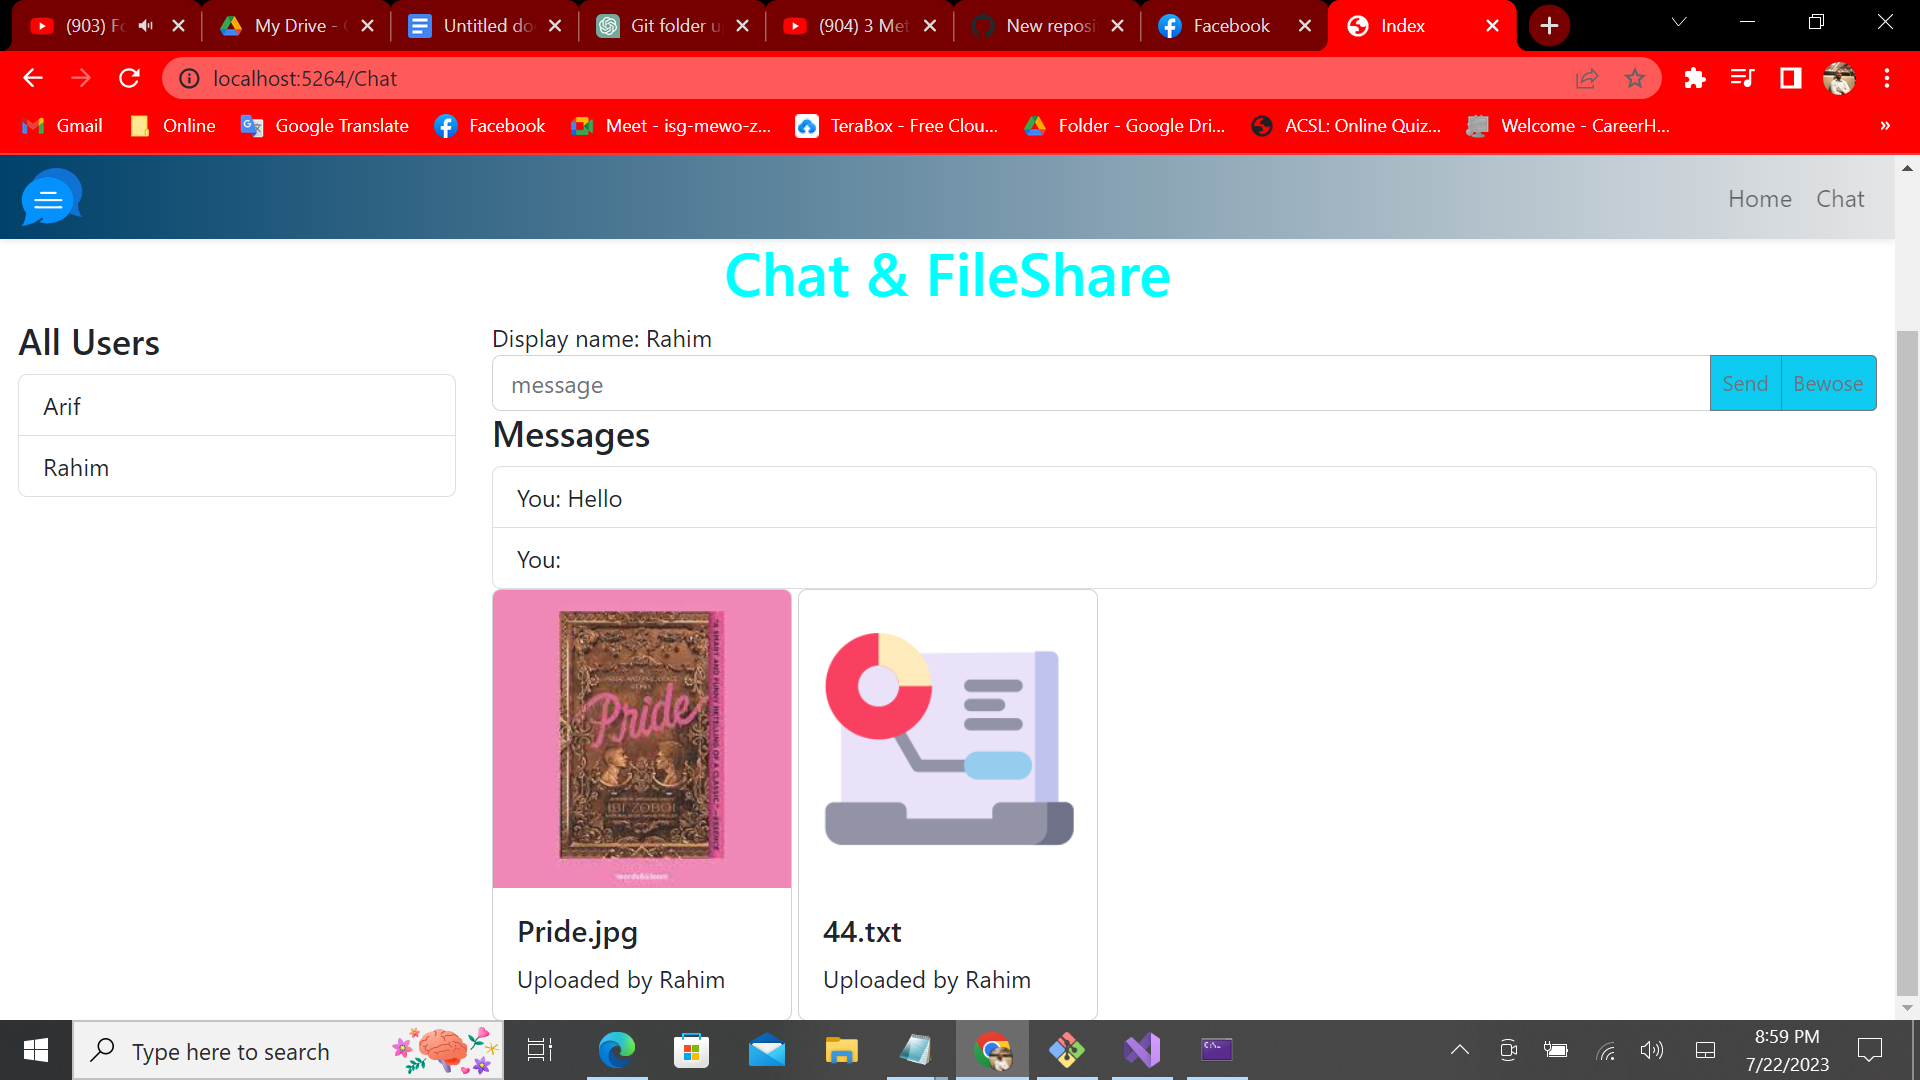 (903) Fo
My Drive -
Untitled do
Git folder u
(904) 3 Met
New reposi
Facebook
Index
localhost:5264/Chat
Gmail
Online
Google Translate
Facebook
Meet - isg-mewo-z...
TeraBox - Free Clou...
Folder - Google Dri...
ACSL: Online Quiz...
Welcome - CareerH...
»
Home
Chat
Chat & FileShare
All Users
Arif
Rahim
Display name: Rahim
message
Send
Bewose
Messages
You: Hello
You:
Pride
IBI ZOBOI
Pride.jpg
Uploaded by Rahim
44.txt
Uploaded by Rahim
Type here to search
8:59 PM
7/22/2023